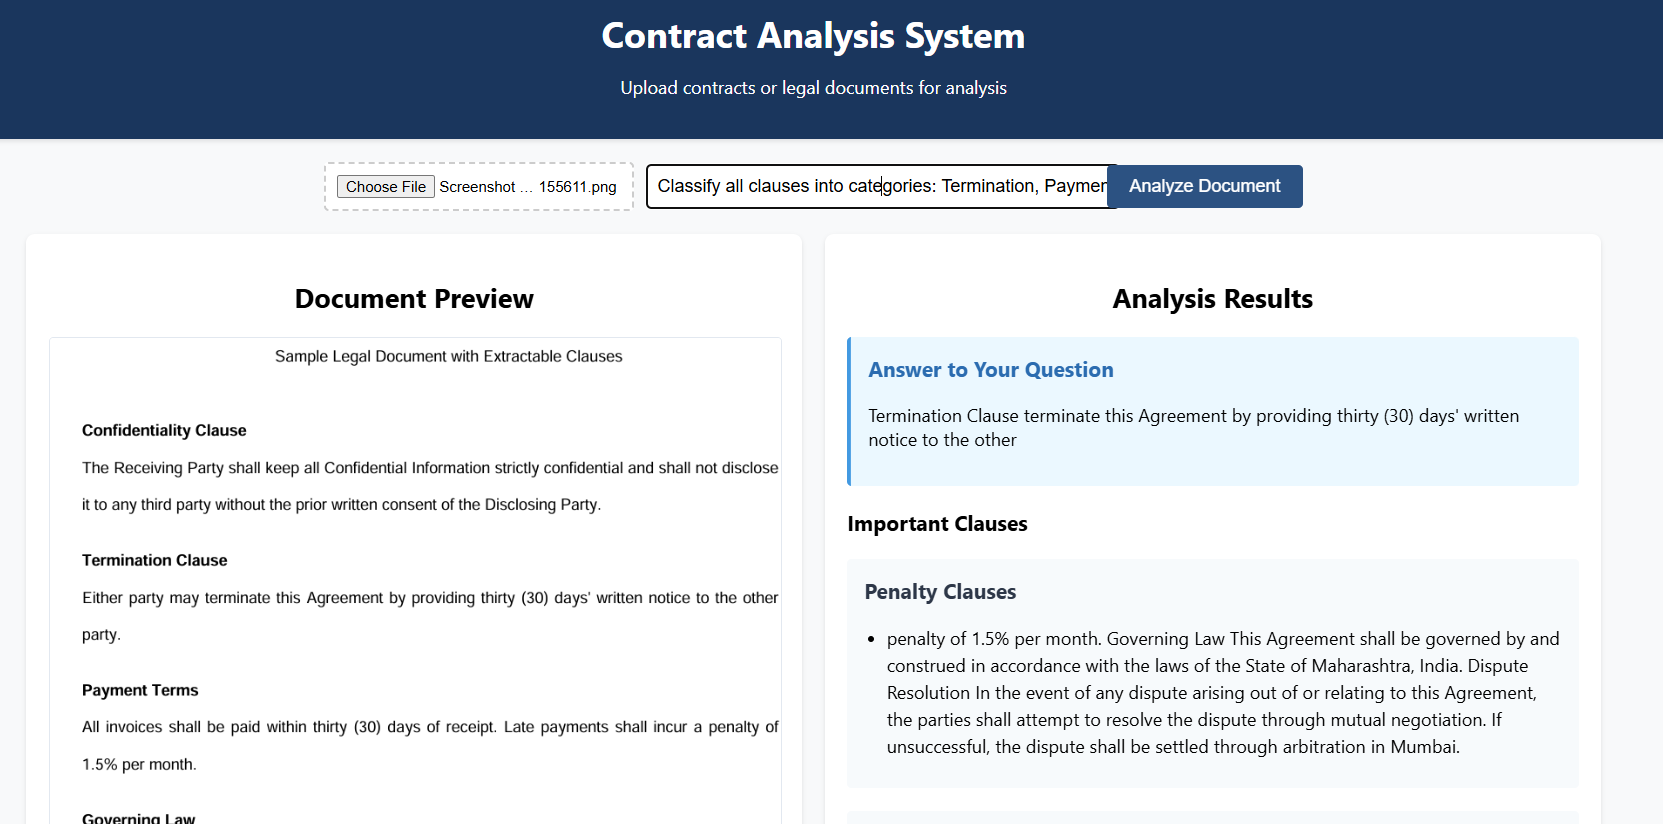 Contract Analysis System
Upload contracts or legal documents for analysis
Choose File Screenshot ... 155611.png
Classify all clauses into categories: Termination,
Analyze Document
Document Preview
Sample Legal Document with Extractable Clauses
Confidentiality Clause
The Receiving Party shall keep all Confidential Information strictly confidential and shall not disclose
it to any third party without the prior written consent of the Disclosing Party.
Termination Clause
Either party may terminate this Agreement by providing thirty (30) days' written notice to the other
party.
Payment Terms
All invoices shall be paid within thirty (30) days of receipt. Late payments shall incur a penalty of
1.5% per month.
Governing Law
Analysis Results
Answer to Your Question
Termination Clause terminate this Agreement by providing thirty (30) days' written
notice to the other
Important Clauses
Penalty Clauses
• penalty of 1.5% per month. Governing Law This Agreement shall be governed by and
construed in accordance with the laws of the State of Maharashtra, India. Dispute
Resolution In the event of any dispute arising out of or relating to this Agreement,
the parties shall attempt to resolve the dispute through mutual negotiation. If
unsuccessful, the dispute shall be settled through arbitration in Mumbai.